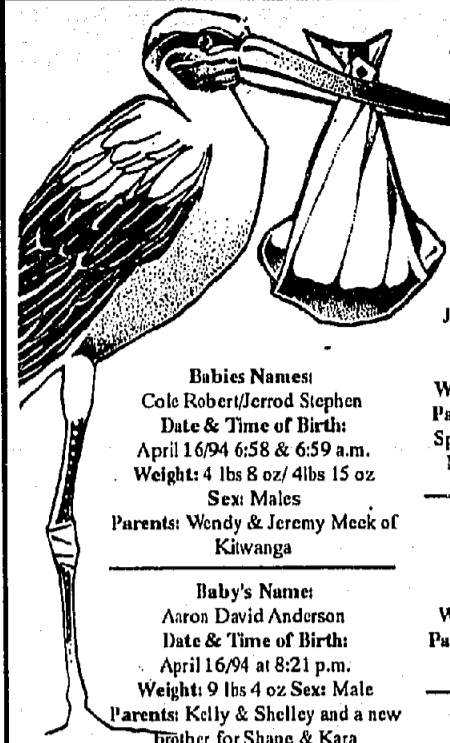 Babies Names:
Cole Robert/Jerrod Stephen
Date & Time of Birth:
April 16/94 6:58 & 6:59 a.m.
Weight: 4 lbs 8 oz/ 4lbs 15 oz
Sex: Males
Parents: Wendy & Jeremy Meek of
Kitwanga
Baby's Name:
Aaron David Anderson
Date & Time of Birth:
April 16/94 at 8:21 p.m.
Weight: 9 lbs 4 oz Sex: Male
Parents: Kelly & Shelley and a new
brother for Shane & Kara